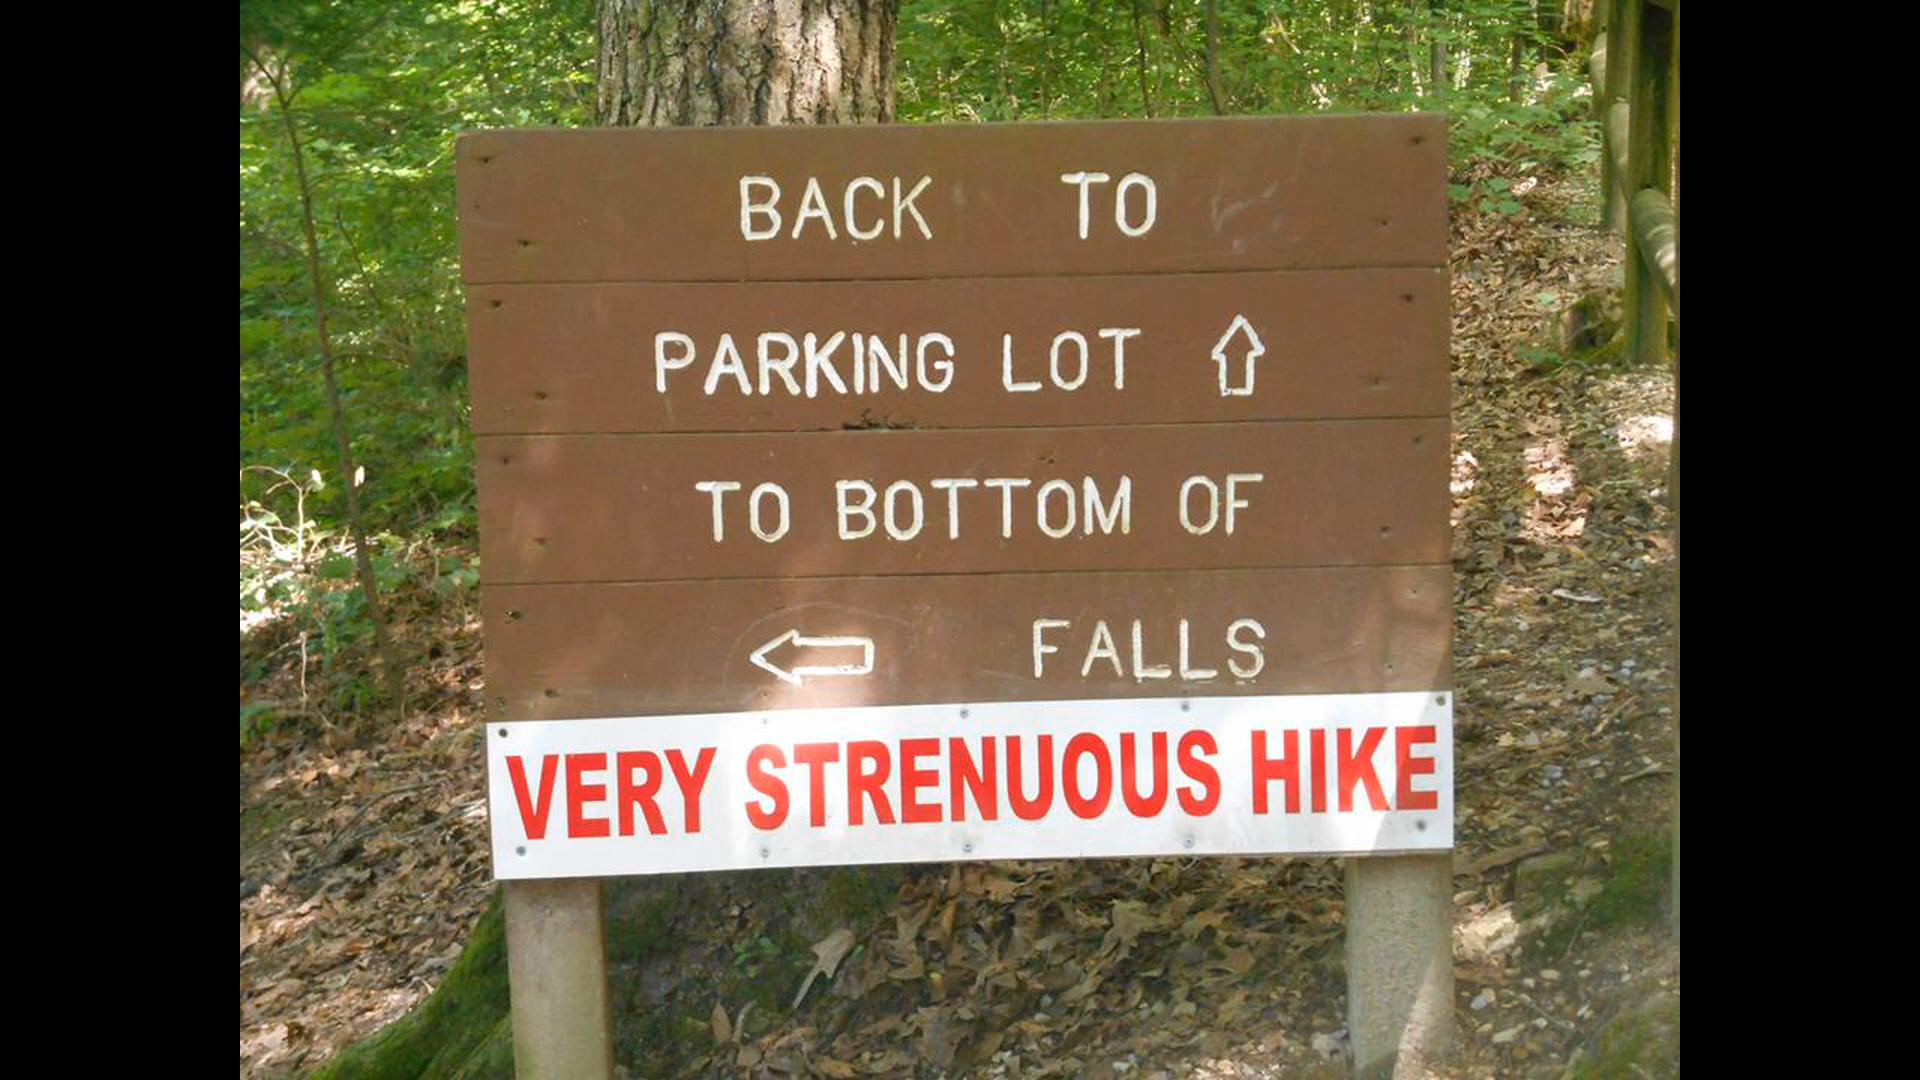 BACK TO
PARKING LOT ⇧
TO BOTTOM OF
⇦ FALLS
VERY STRENUOUS HIKE